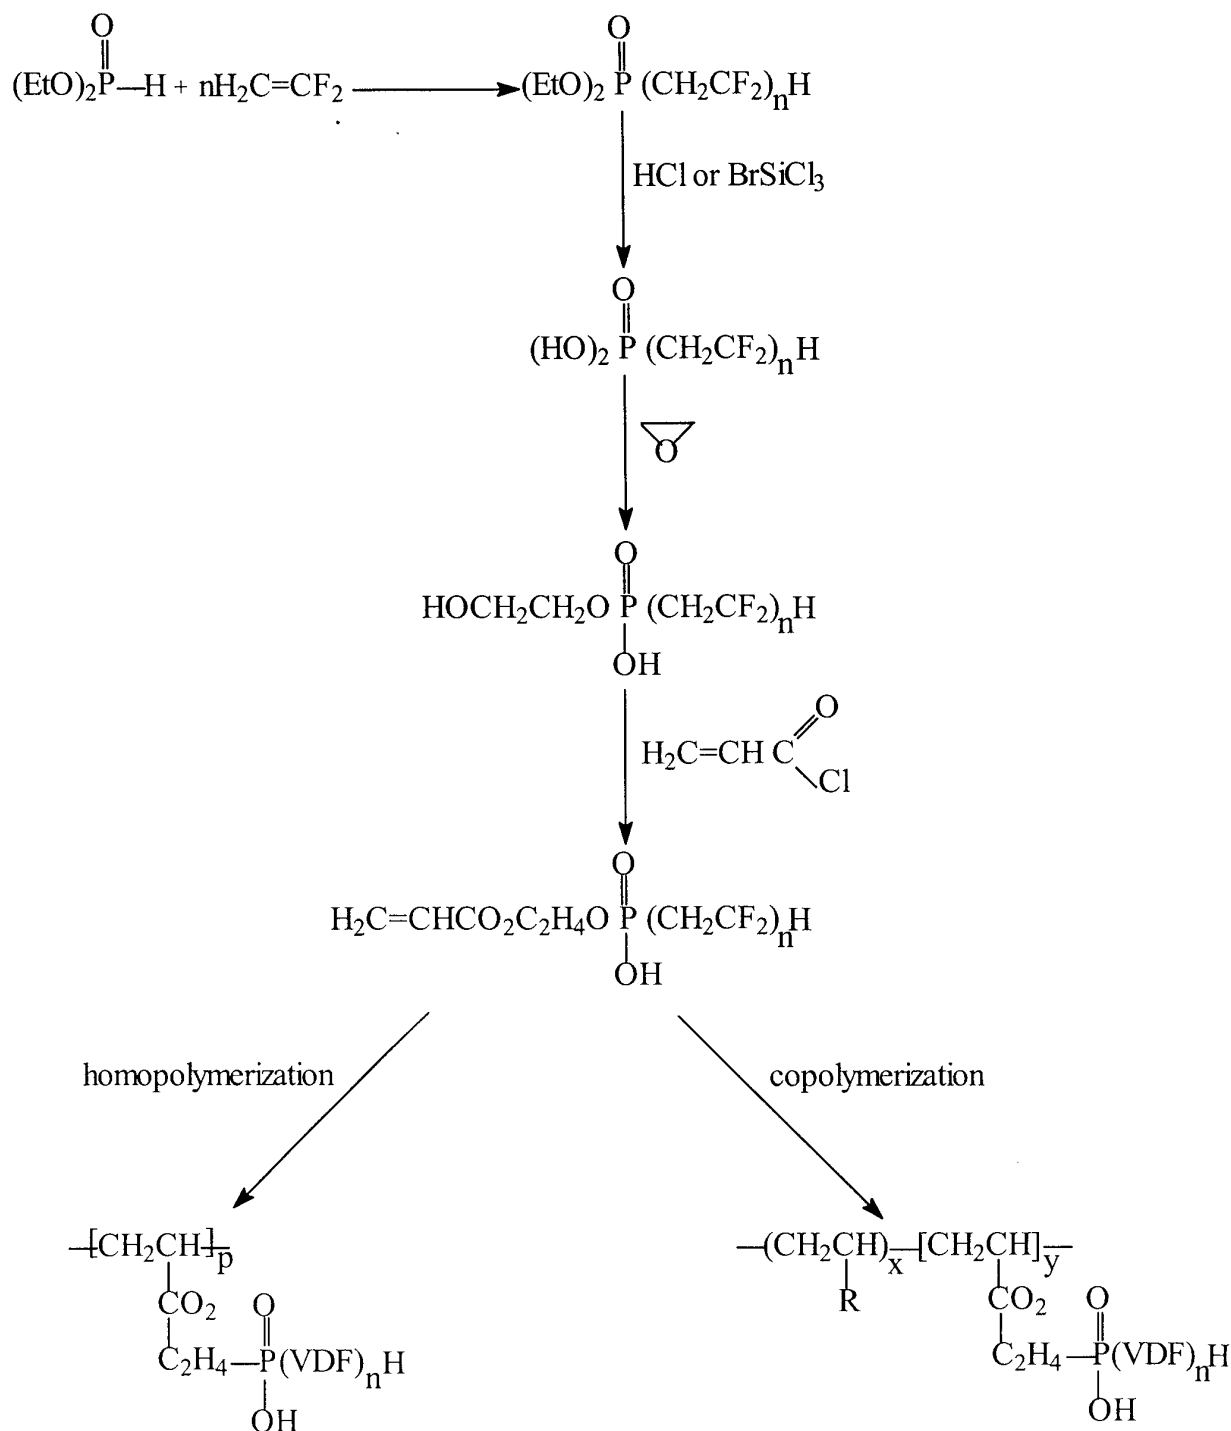 O
(EtO)2P—H + nH2C=CF2
O
(EtO)2 P (CH2CF2)nH
HCl or BrSiCl3
O
(HO)2 P (CH2CF2)nH
O
O
HOCH2CH2O P (CH2CF2)nH
OH
O
H2C=CH C
Cl
O
H2C=CHCO2C2H4O P (CH2CF2)nH
OH
homopolymerization
copolymerization
[CH2CH]p
CO2
O
C2H4—P(VDF)nH
OH
(CH2CH)x—[CH2CH]y
R
CO2
O
C2H4—P(VDF)nH
OH